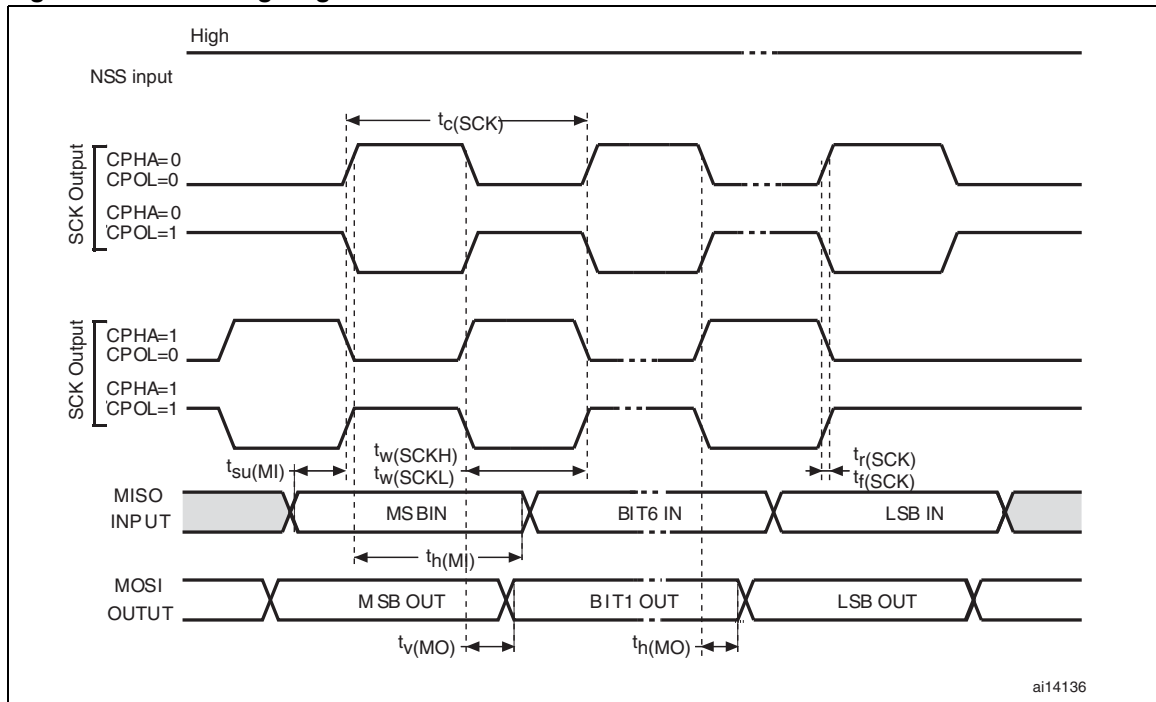 High
NSS input
tc(SCK)
SCK Output
CPHA=0
CPOL=0
CPHA=0
CPOL=1
SCK Output
CPHA=1
CPOL=0
CPHA=1
CPOL=1
tsu(MI)
tw(SCKH)
tw(SCKL)
tr(SCK)
tf(SCK)
MISO
INPUT
MSBIN
BIT6 IN
LSB IN
th(MI)
MOSI
OUTUT
MSB OUT
BIT1 OUT
LSB OUT
tv(MO)
th(MO)
ai14136